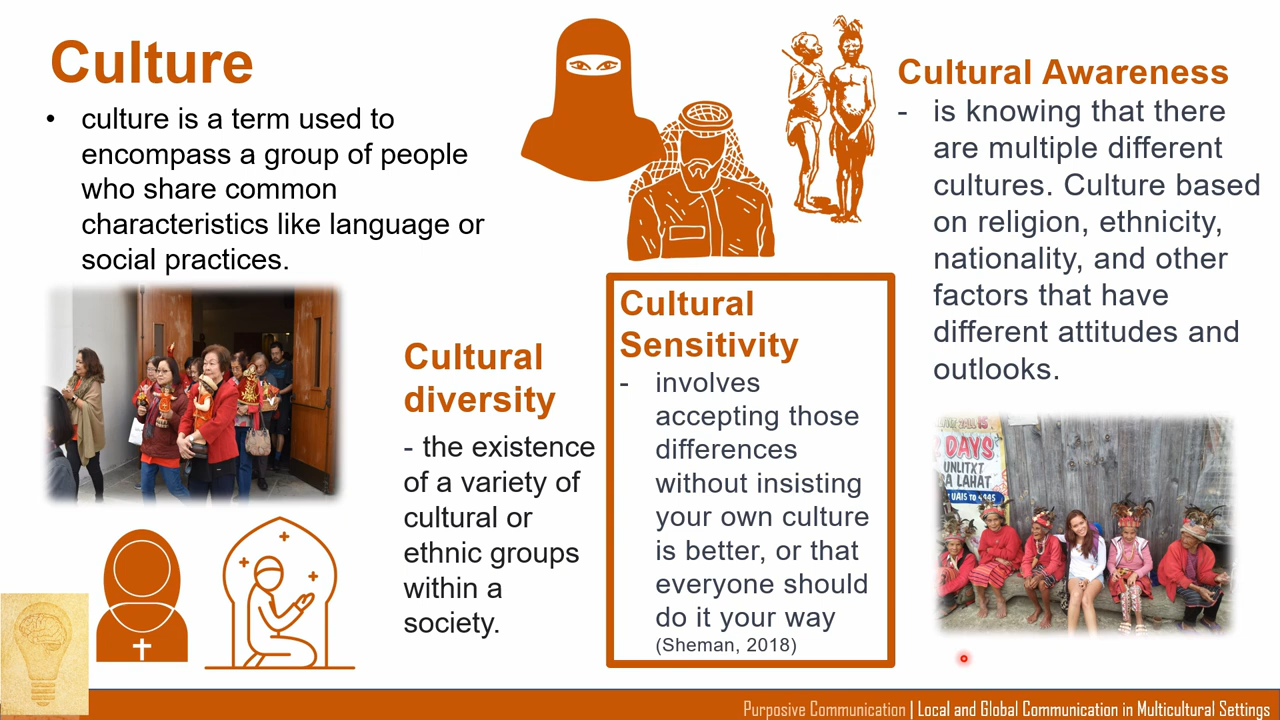 Culture
• culture is a term used to
encompass a group of people
who share common
characteristics like language or
social practices.
Cultural
diversity
- the existence
of a variety of
cultural or
ethnic groups
within a
society.
Cultural
Sensitivity
- involves
accepting those
differences
without insisting
your own culture
is better, or that
everyone should
do it your way
(Sheman, 2018)
Cultural Awareness
- is knowing that there
are multiple different
cultures. Culture based
on religion, ethnicity,
nationality, and other
factors that have
different attitudes and
outlooks.
DAYS
UNLITXT
SA LAHAT
Purposive Communication | Local and Global Communication in Multicultural Settings